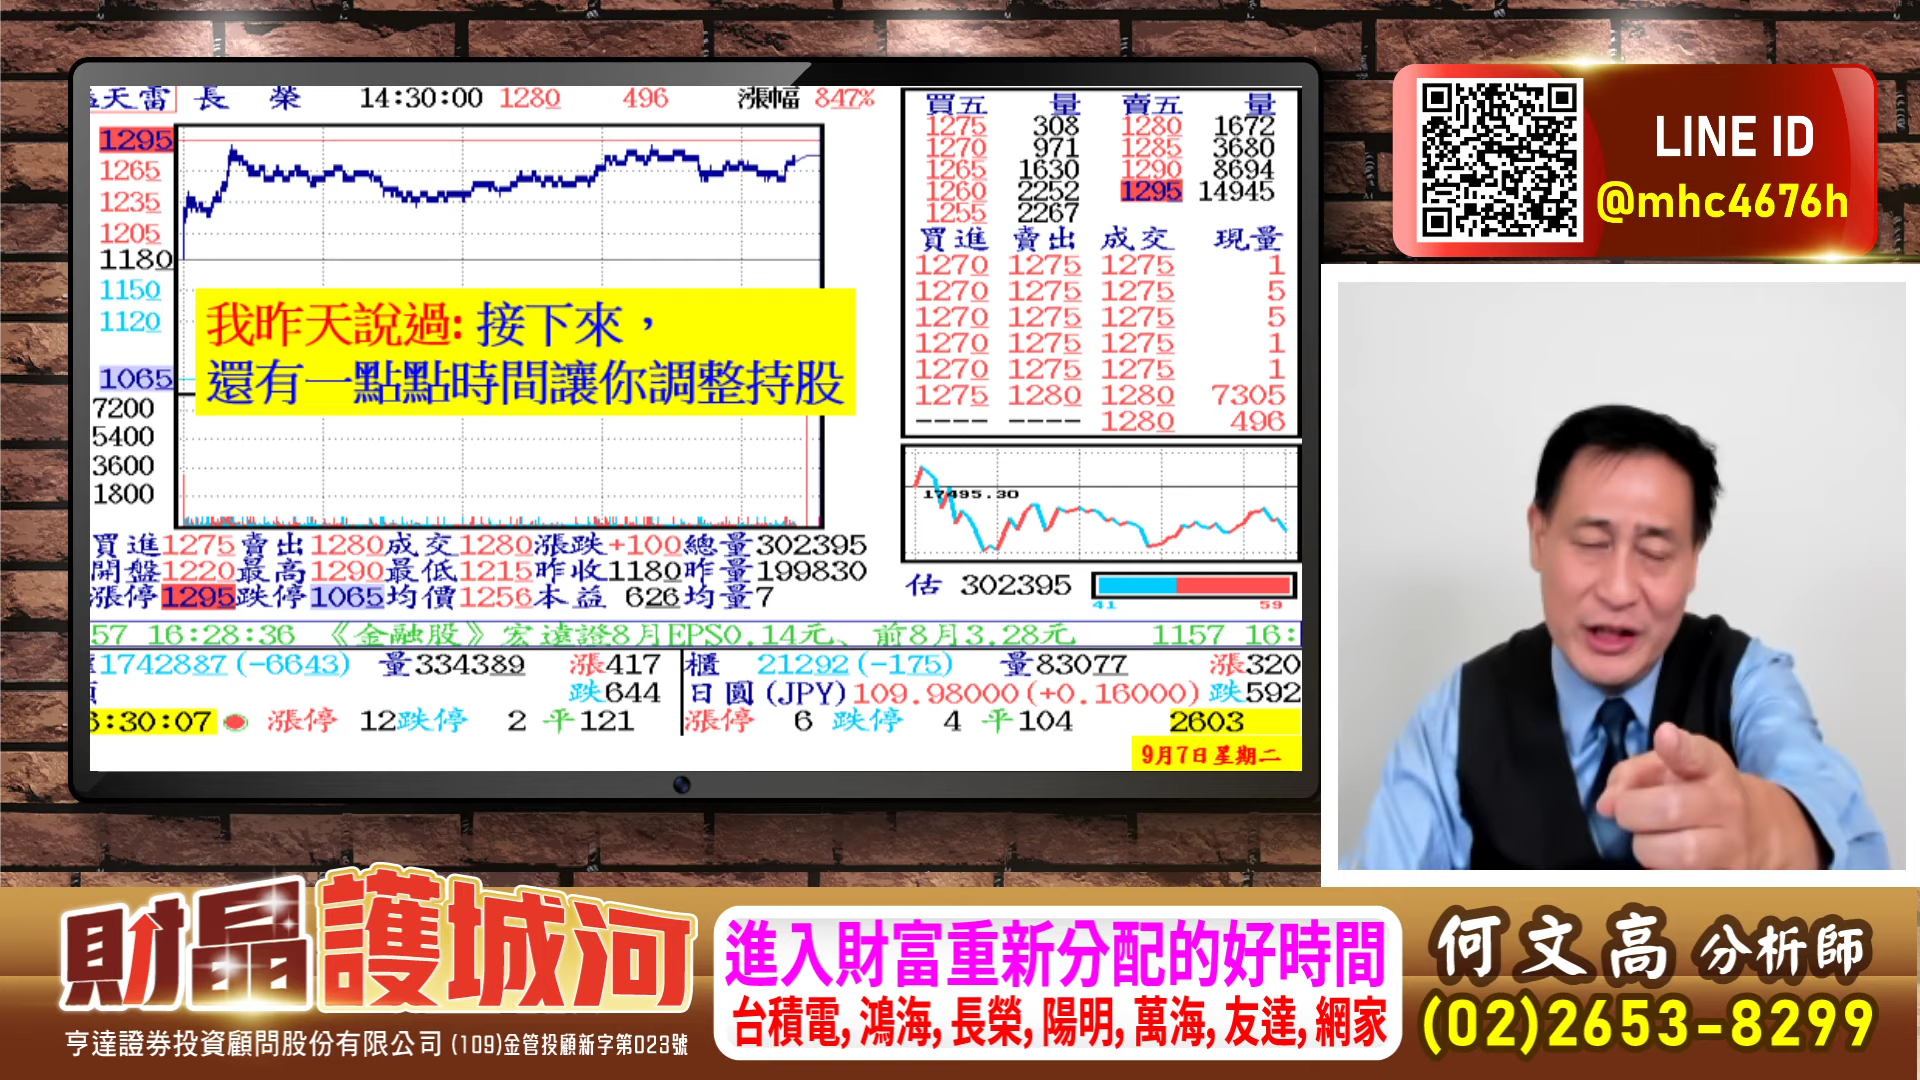 長榮 14:30:00 1280 496 漲幅 847%
1295
1265
1235
1205
1180
1150
1120
1065
7200
5400
3600
1800
我昨天說過: 接下來，
還有一點點時間讓你調整持股
買五 量 賣五 量
1275 308 1280 1672
1270 971 1285 3680
1265 1630 1290 8694
1260 2252 1295 14945
1255 2267
買進 賣出 成交 現量
1270 1275 1275 1
1270 1275 1275 5
1270 1275 1275 5
1270 1275 1275 1
1270 1275 1275 1
1275 1280 1280 7305
---- ---- 1280 496
17495.30
估 302395
41 59
買進1275賣出1280成交1280漲跌+100總量302395
開盤1220最高1290最低1215昨收1180昨量199830
漲停1295跌停1065均價1256本益 626均量7
57 16:28:36 《金融股》宏遠證8月EPS0.14元、前8月3.28元 1157 16:
1742887(-6643) 量334389 漲417
跌644
6:30:07 漲停 12跌停 2 平121
櫃 21292(-175) 量83077 漲320
日圓(JPY)109.98000(+0.16000)跌592
漲停 6 跌停 4 平104 2603
9月7日星期二
LINE ID
@mhc4676h
財晶護城河
亨達證券投資顧問股份有限公司 (109)金管投顧新字第023號
進入財富重新分配的好時間
台積電, 鴻海, 長榮, 陽明, 萬海, 友達, 網家
何文高 分析師
(02)2653-8299